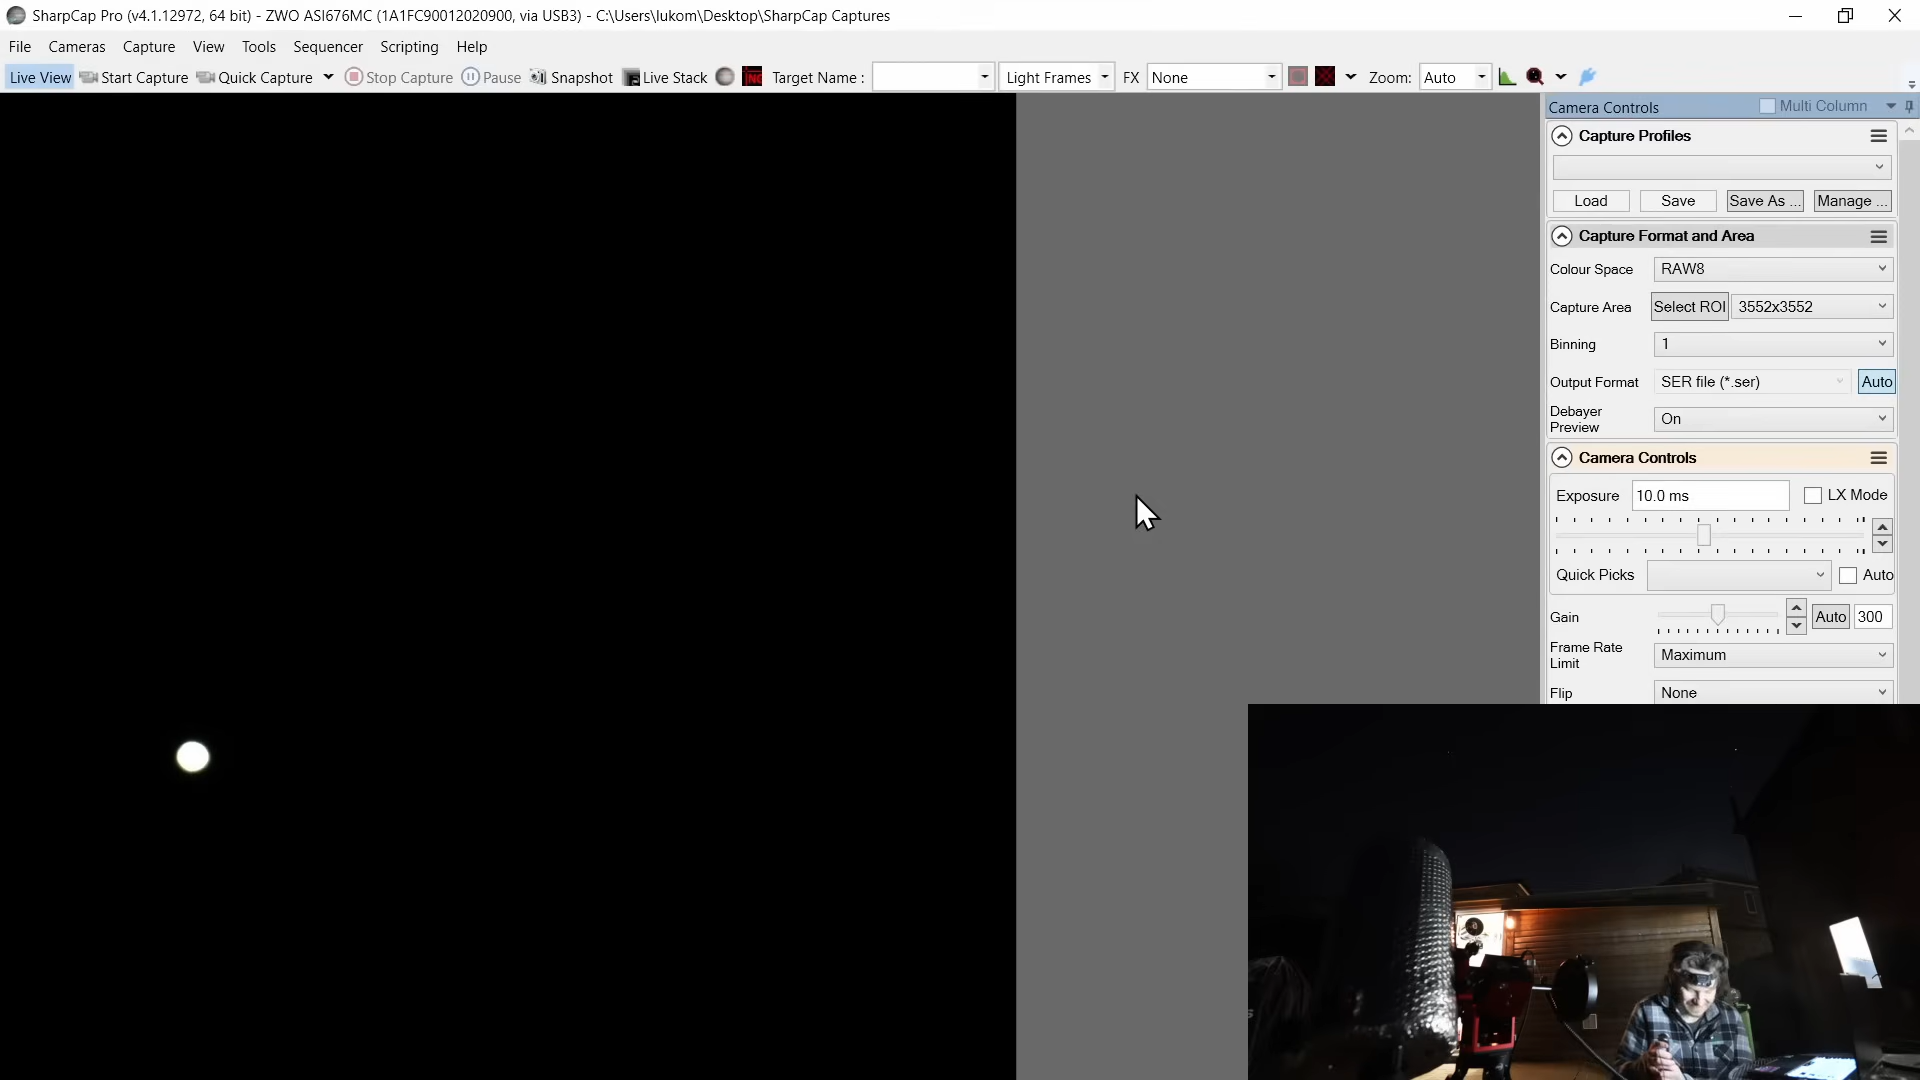 SharpCap Pro (v4.1.12972, 64 bit) - ZWO ASI676MC (1A1FC90012020900, via USB3) - C:\Users\lukom\Desktop\SharpCap Captures
File Cameras Capture View Tools Sequencer Scripting Help
Live View Start Capture Quick Capture Stop Capture Pause Snapshot Live Stack Target Name : Light Frames FX None Zoom: Auto
Camera Controls Multi Column
Capture Profiles
Load Save Save As ... Manage ...
Capture Format and Area
Colour Space RAW8
Capture Area Select ROI 3552x3552
Binning 1
Output Format SER file (*.ser) Auto
Debayer Preview On
Camera Controls
Exposure 10.0 ms LX Mode
Quick Picks Auto
Gain Auto 300
Frame Rate Limit Maximum
Flip None